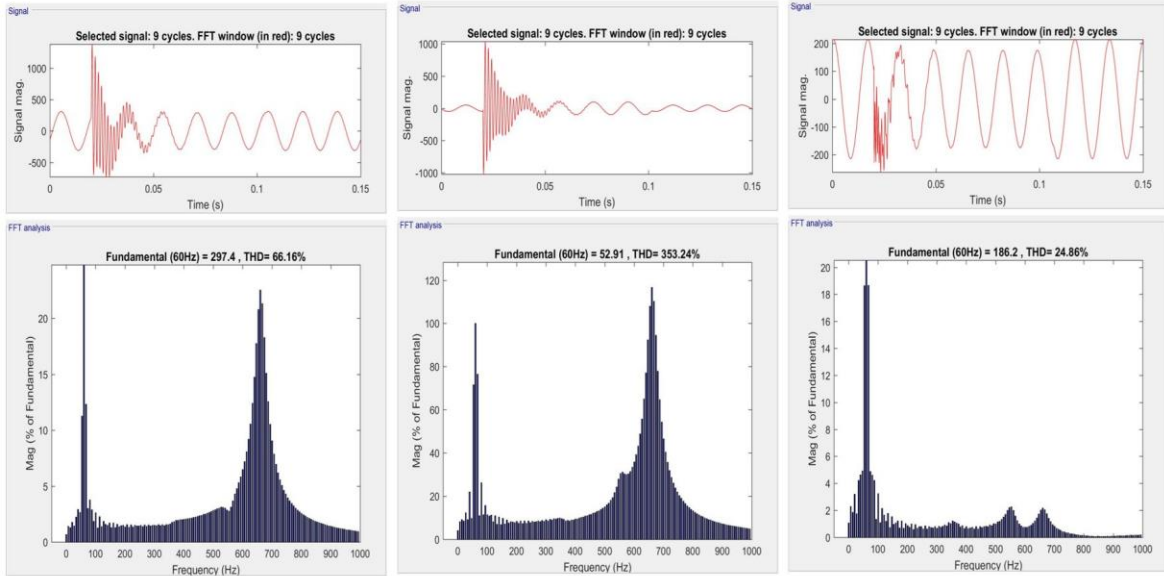 Signal
Selected signal: 9 cycles. FFT window (in red): 9 cycles
Signal mag.
1000
500
0
-500
0
0.05
0.1
0.15
Time (s)
FFT analysis
Fundamental (60Hz) = 297.4 , THD= 66.16%
Mag (% of Fundamental)
20
15
10
5
0
0 100 200 300 400 500 600 700 800 900 1000
Frequency (Hz)
Signal
Selected signal: 9 cycles. FFT window (in red): 9 cycles
Signal mag.
1000
0
-1000
0
0.05
0.1
0.15
Time (s)
FFT analysis
Fundamental (60Hz) = 52.91 , THD= 353.24%
Mag (% of Fundamental)
120
100
80
60
40
20
0
0 100 200 300 400 500 600 700 800 900 1000
Frequency (Hz)
Signal
Selected signal: 9 cycles. FFT window (in red): 9 cycles
Signal mag.
200
100
0
-100
-200
0
0.05
0.1
0.15
Time (s)
FFT analysis
Fundamental (60Hz) = 186.2 , THD= 24.86%
Mag (% of Fundamental)
20
18
16
14
12
10
8
6
4
2
0
0 100 200 300 400 500 600 700 800 900 1000
Frequency (Hz)